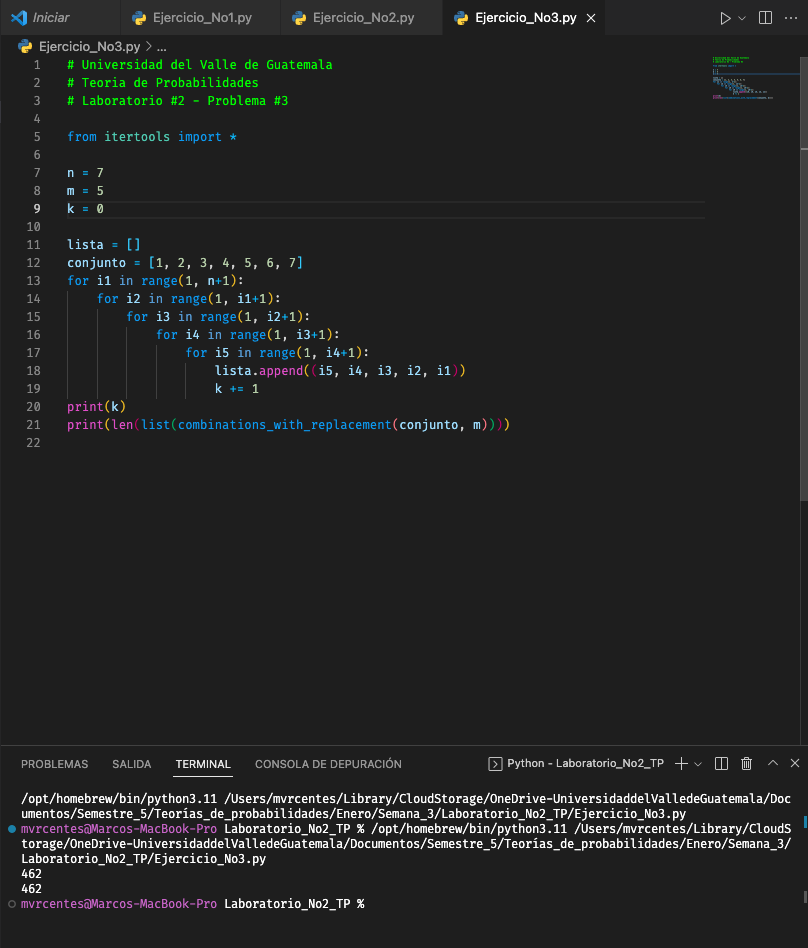 Iniciar
Ejercicio_No1.py
Ejercicio_No2.py
Ejercicio_No3.py
Ejercicio_No3.py > ...
1 # Universidad del Valle de Guatemala
2 # Teoria de Probabilidades
3 # Laboratorio #2 - Problema #3
4
5 from itertools import *
6
7 n = 7
8 m = 5
9 k = 0
10
11 lista = []
12 conjunto = [1, 2, 3, 4, 5, 6, 7]
13 for i1 in range(1, n+1):
14     for i2 in range(1, i1+1):
15         for i3 in range(1, i2+1):
16             for i4 in range(1, i3+1):
17                 for i5 in range(1, i4+1):
18                     lista.append((i5, i4, i3, i2, i1))
19                     k += 1
20 print(k)
21 print(len(list(combinations_with_replacement(conjunto, m))))
22
PROBLEMAS SALIDA TERMINAL CONSOLA DE DEPURACIÓN Python - Laboratorio_No2_TP
/opt/homebrew/bin/python3.11 /Users/mvrcentes/Library/CloudStorage/OneDrive-UniversidaddelValledeGuatemala/Doc
umentos/Semestre_5/Teorías_de_probabilidades/Enero/Semana_3/Laboratorio_No2_TP/Ejercicio_No3.py
mvrcentes@Marcos-MacBook-Pro Laboratorio_No2_TP % /opt/homebrew/bin/python3.11 /Users/mvrcentes/Library/CloudS
torage/OneDrive-UniversidaddelValledeGuatemala/Documentos/Semestre_5/Teorías_de_probabilidades/Enero/Semana_3/
Laboratorio_No2_TP/Ejercicio_No3.py
462
462
mvrcentes@Marcos-MacBook-Pro Laboratorio_No2_TP %